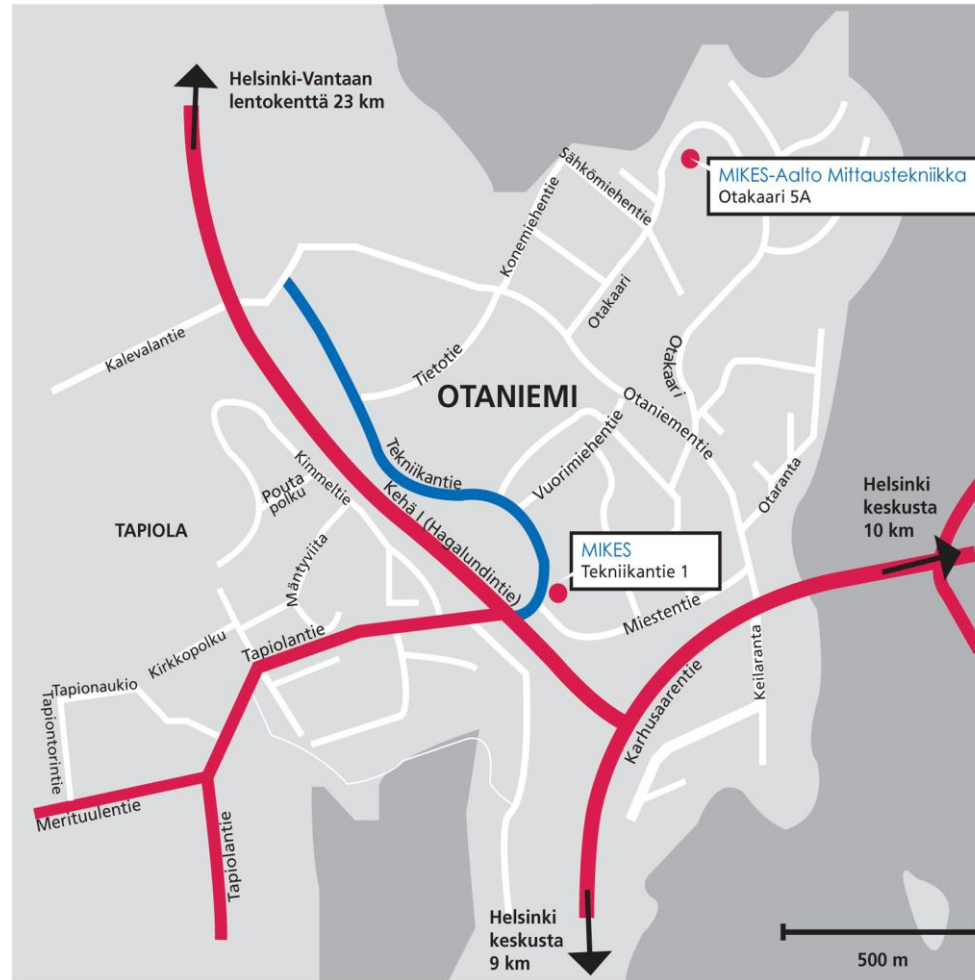 Helsinki-Vantaan
lentokenttä 23 km
Sähkömiehentie
MIKES-Aalto Mittaustekniikka
Otakaari 5A
Konemiehentie
Otakaari
Kalevalantie
Tietotie
Otakaari
OTANIEMI
Otaniementie
Tekniikantie
Vuorimiehentie
Kimmeltie
Pouta
polku
Kehä I (Hagalundintie)
Otaranta
Helsinki
keskusta
10 km
TAPIOLA
Mäntyviita
MIKES
Tekniikantie 1
Miestentie
Kirkkopolku
Tapiolantie
Keilaranta
Tapionaukio
Tapiontorintie
Karhusaarentie
Merituulentie
Tapiolantie
Helsinki
keskusta
9 km
500 m